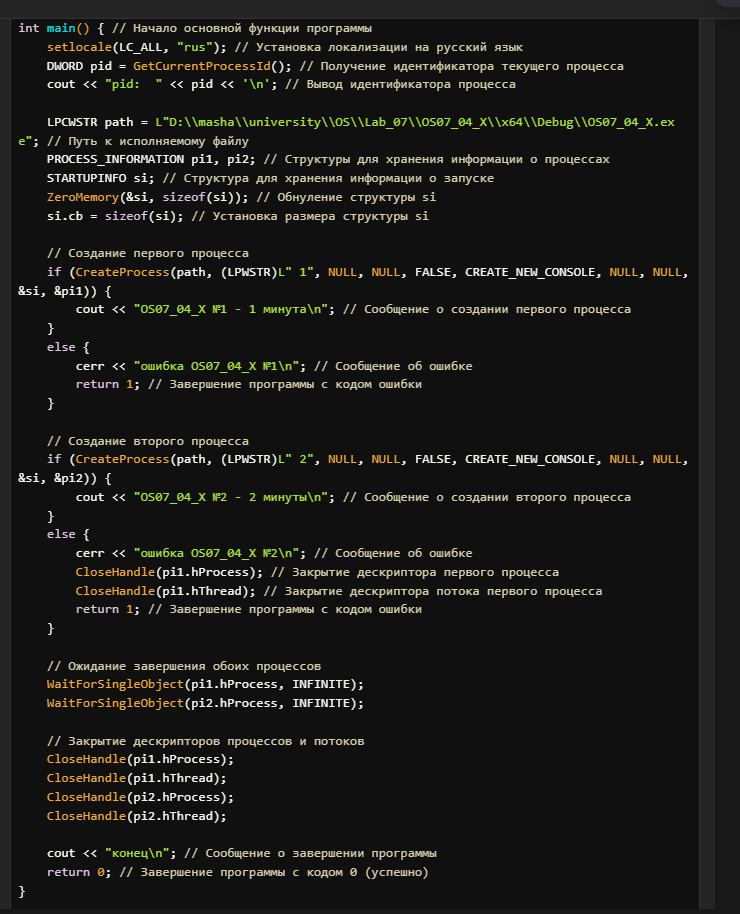 int main() { // Начало основной функции программы
    setlocale(LC_ALL, "rus"); // Установка локализации на русский язык
    DWORD pid = GetCurrentProcessId(); // Получение идентификатора текущего процесса
    cout << "pid:  " << pid << '\n'; // Вывод идентификатора процесса

    LPCWSTR path = L"D:\\masha\\university\\OS\\Lab_07\\OS07_04_X\\x64\\Debug\\OS07_04_X.ex
e"; // Путь к исполняемому файлу
    PROCESS_INFORMATION pi1, pi2; // Структуры для хранения информации о процессах
    STARTUPINFO si; // Структура для хранения информации о запуске
    ZeroMemory(&si, sizeof(si)); // Обнуление структуры si
    si.cb = sizeof(si); // Установка размера структуры si

    // Создание первого процесса
    if (CreateProcess(path, (LPWSTR)L" 1", NULL, NULL, FALSE, CREATE_NEW_CONSOLE, NULL, NULL,
&si, &pi1)) {
        cout << "OS07_04_X №1 - 1 минута\n"; // Сообщение о создании первого процесса
    }
    else {
        cerr << "ошибка OS07_04_X №1\n"; // Сообщение об ошибке
        return 1; // Завершение программы с кодом ошибки
    }

    // Создание второго процесса
    if (CreateProcess(path, (LPWSTR)L" 2", NULL, NULL, FALSE, CREATE_NEW_CONSOLE, NULL, NULL,
&si, &pi2)) {
        cout << "OS07_04_X №2 - 2 минуты\n"; // Сообщение о создании второго процесса
    }
    else {
        cerr << "ошибка OS07_04_X №2\n"; // Сообщение об ошибке
        CloseHandle(pi1.hProcess); // Закрытие дескриптора первого процесса
        CloseHandle(pi1.hThread); // Закрытие дескриптора потока первого процесса
        return 1; // Завершение программы с кодом ошибки
    }

    // Ожидание завершения обоих процессов
    WaitForSingleObject(pi1.hProcess, INFINITE);
    WaitForSingleObject(pi2.hProcess, INFINITE);

    // Закрытие дескрипторов процессов и потоков
    CloseHandle(pi1.hProcess);
    CloseHandle(pi1.hThread);
    CloseHandle(pi2.hProcess);
    CloseHandle(pi2.hThread);

    cout << "конец\n"; // Сообщение о завершении программы
    return 0; // Завершение программы с кодом 0 (успешно)
}